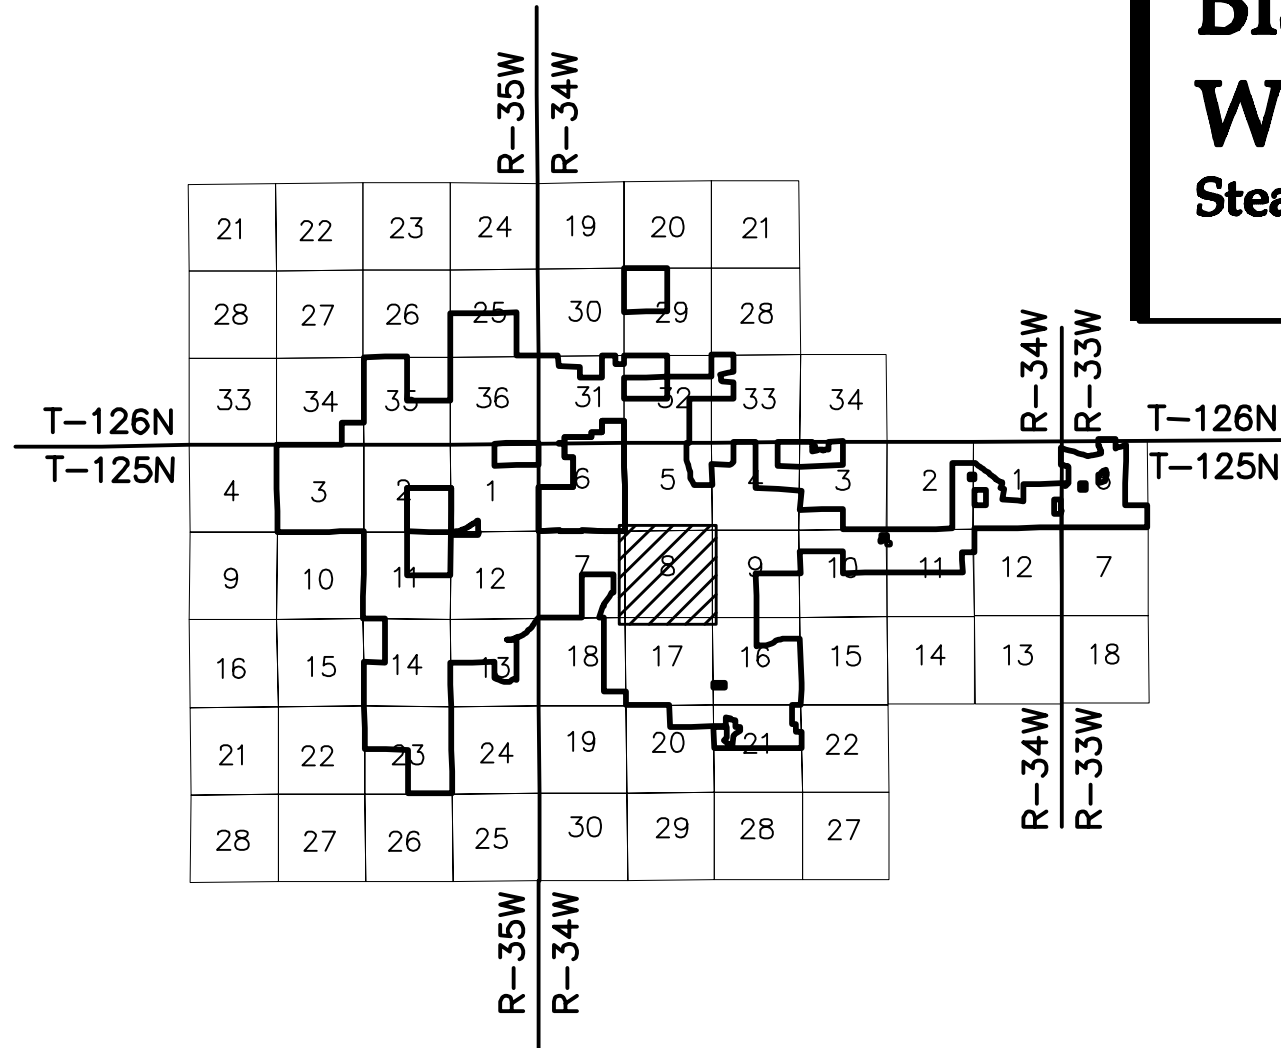 R-35W R-34W
21 22 23 24 19 20 21
28 27 26 25 30 29 28
R-34W R-33W
33 34 35 36 31 32 33 34
T-126N T-126N
T-125N T-125N
4 3 2 1 6 5 4 3 2 1 6
9 10 11 12 7 8 9 10 11 12 7
16 15 14 13 18 17 16 15 14 13 18
21 22 23 24 19 20 21 22
R-34W R-33W
28 27 26 25 30 29 28 27
R-35W R-34W